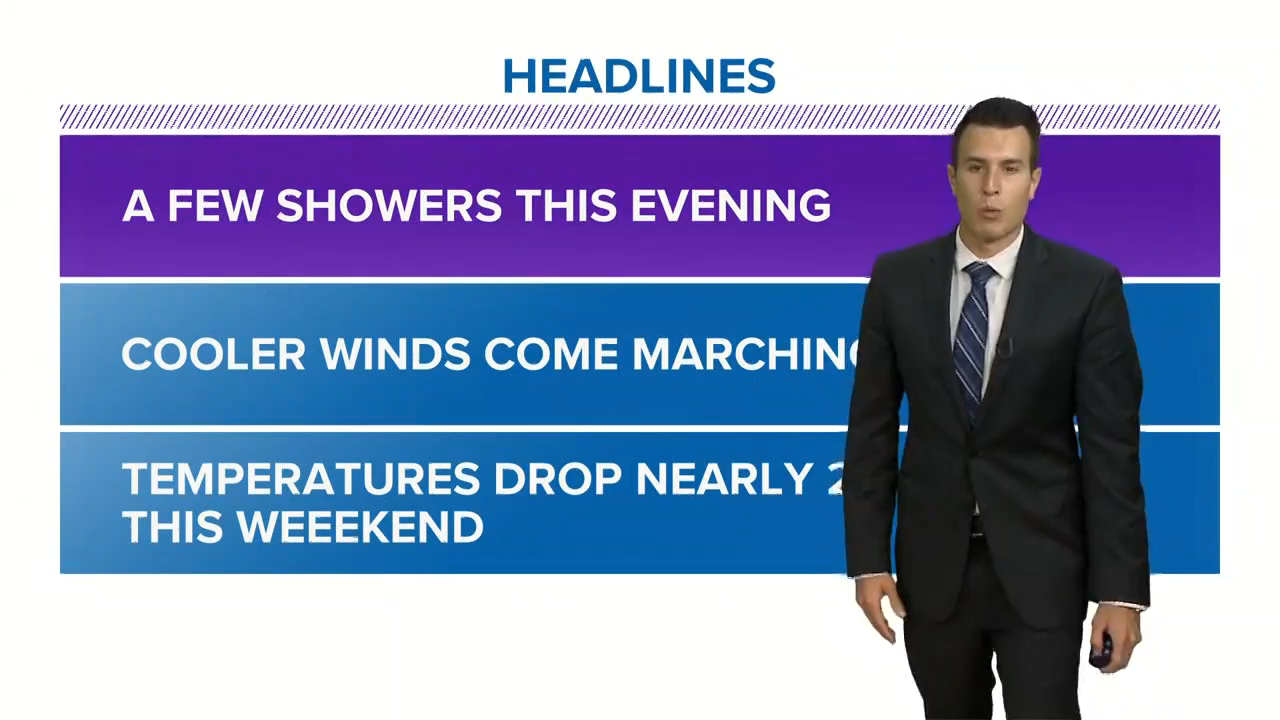 HEADLINES
A FEW SHOWERS THIS EVENING
COOLER WINDS COME MARCHING
TEMPERATURES DROP NEARLY
THIS WEEEKEND